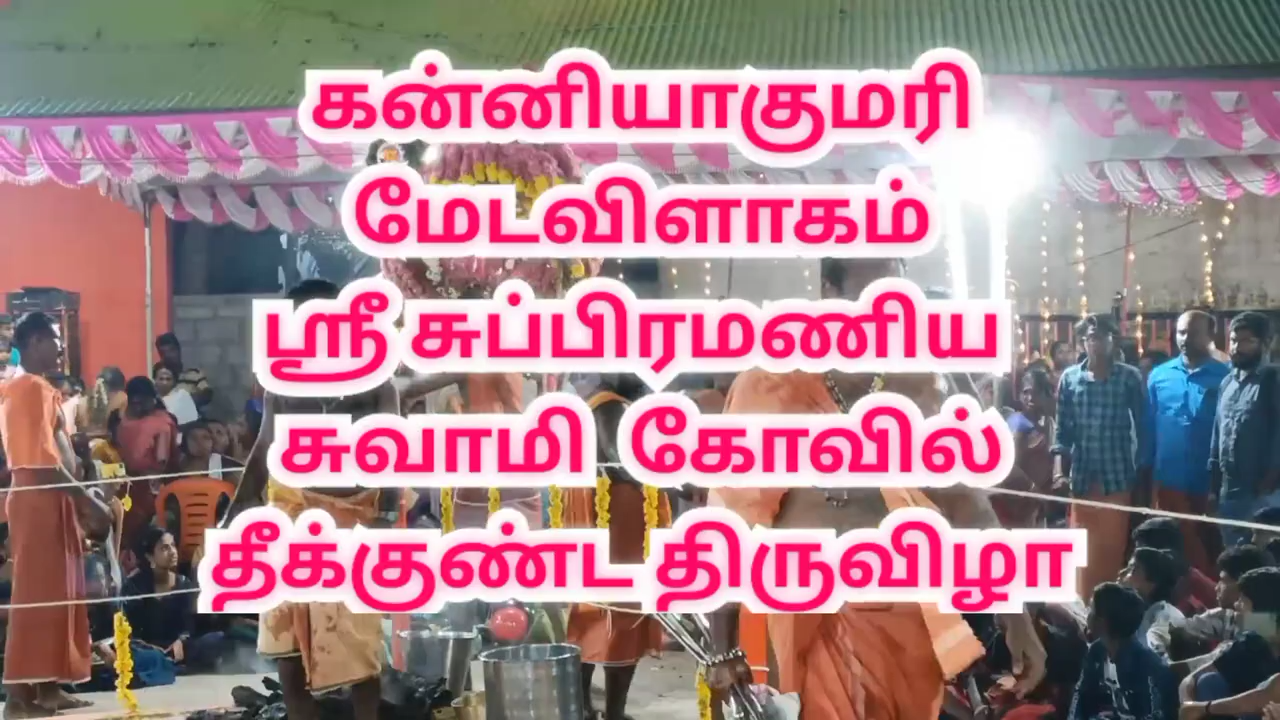 கன்னியாகுமரி
மேடவிளாகம்
ஸ்ரீ சுப்பிரமணிய
சுவாமி கோவில்
தீக்குண்ட திருவிழா